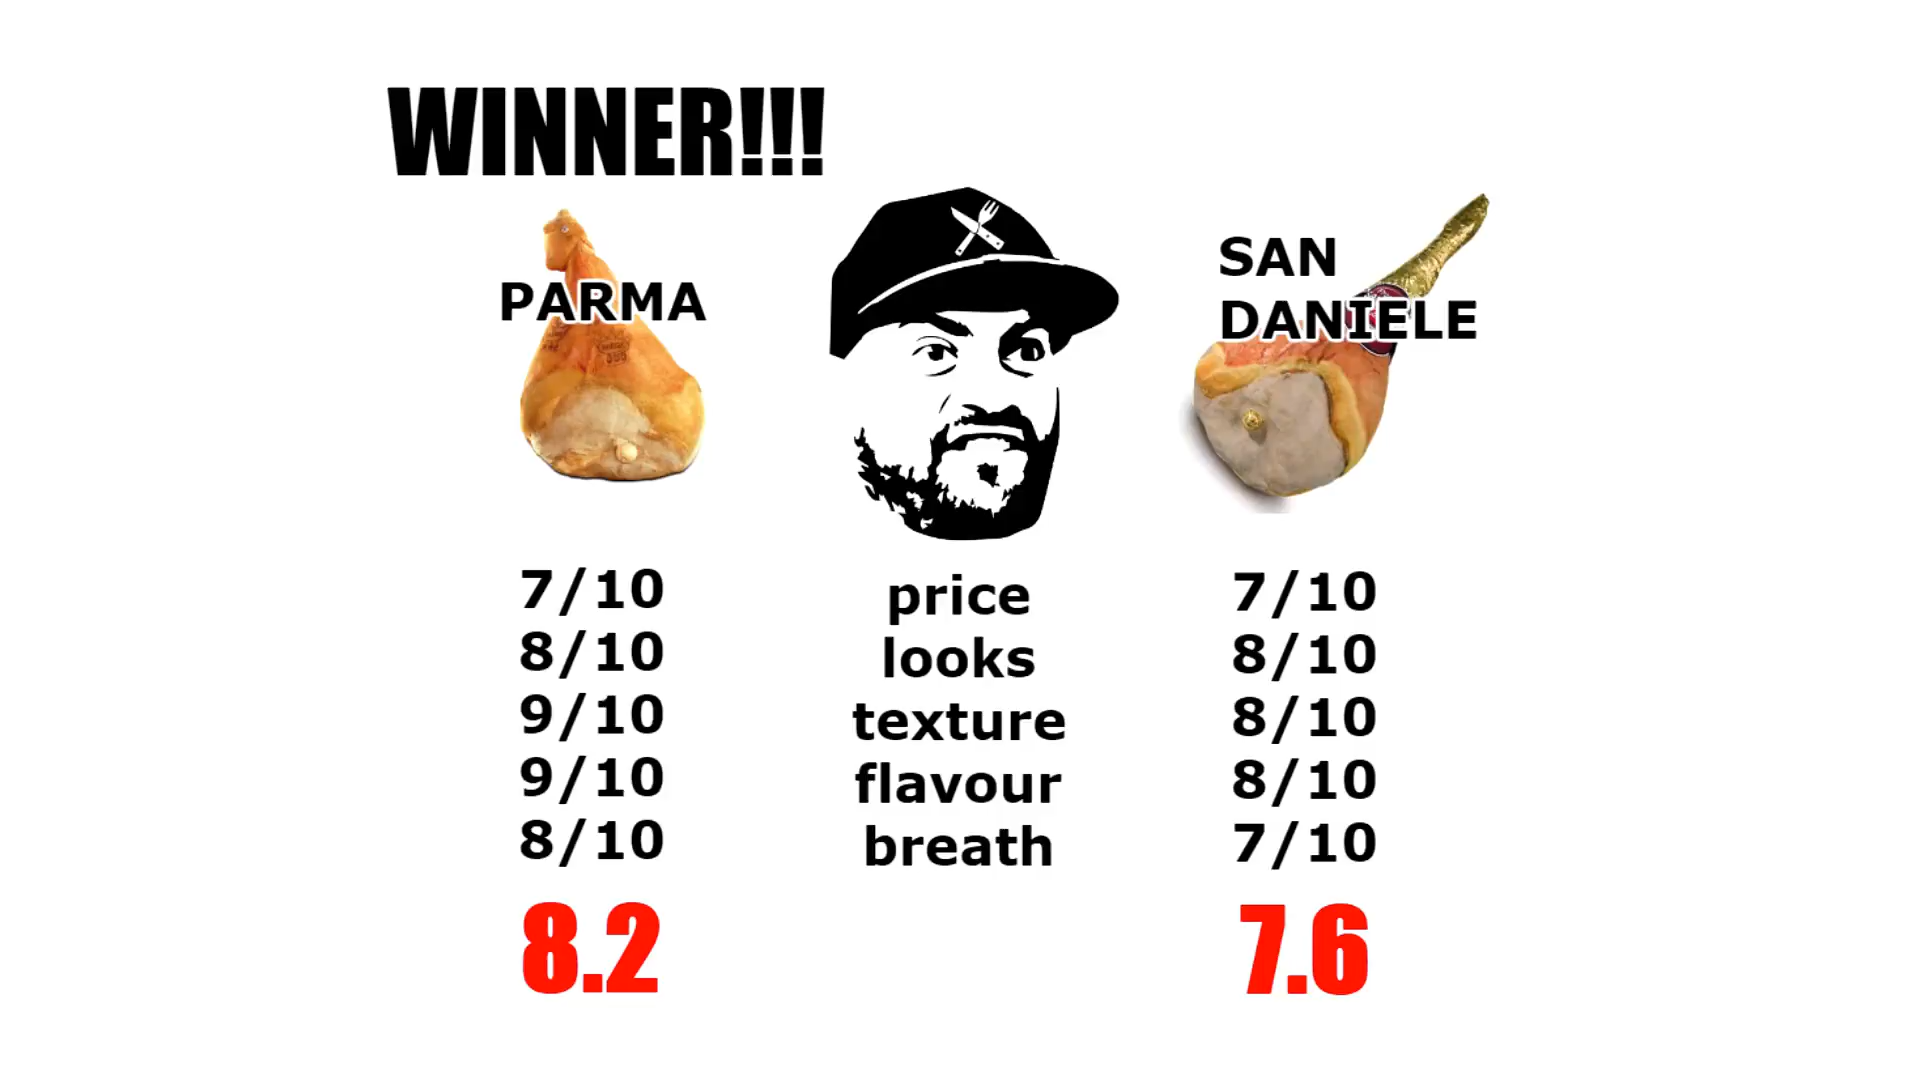 WINNER!!!
PARMA
SAN
DANIELE
7/10 price 7/10
8/10 looks 8/10
9/10 texture 8/10
9/10 flavour 8/10
8/10 breath 7/10
8.2 7.6